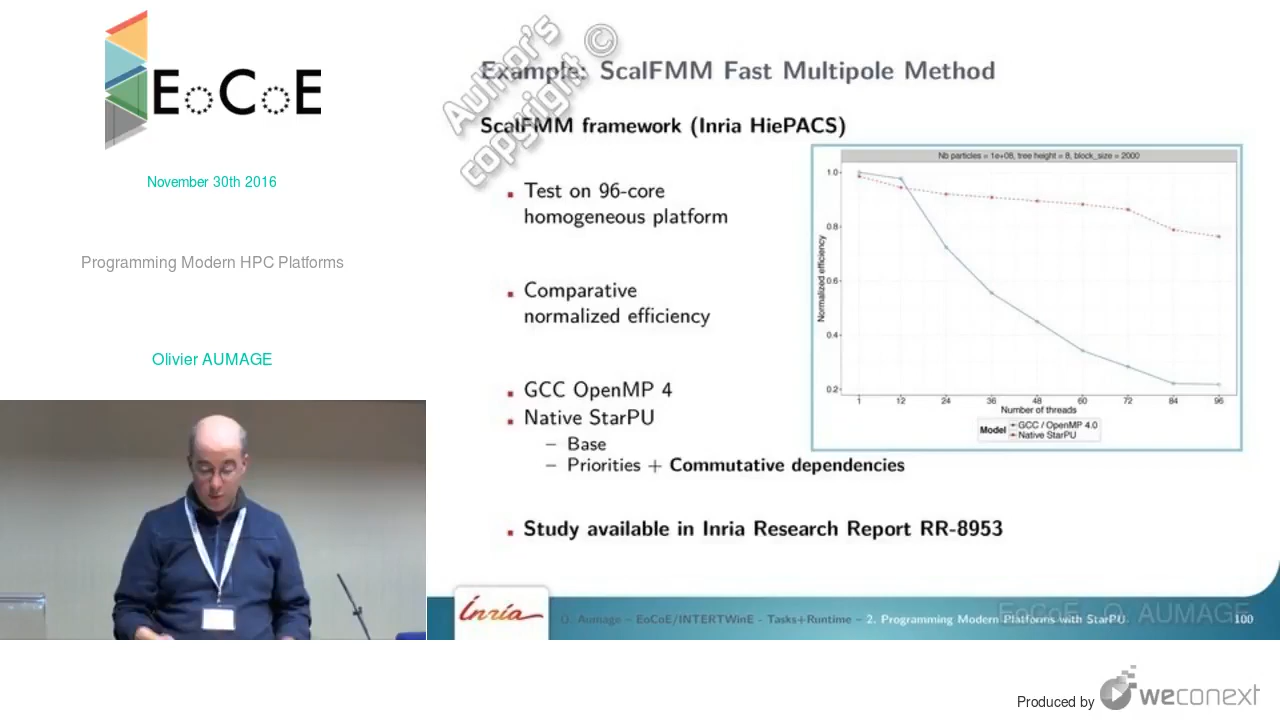 EoCoE
November 30th 2016
Programming Modern HPC Platforms
Olivier AUMAGE
Author's
copyright ©
Example: ScalFMM Fast Multipole Method
ScalFMM framework (Inria HiePACS)
Test on 96-core
homogeneous platform
Comparative
normalized efficiency
GCC OpenMP 4
Native StarPU
– Base
– Priorities + Commutative dependencies
Study available in Inria Research Report RR-8953
Nb particles = 1e+08, tree height = 8, block_size = 2000
Normalized efficiency
1.0
0.8
0.6
0.4
0.2
1 12 24 36 48 60 72 84 96
Number of threads
Model
GCC / OpenMP 4.0
Native StarPU
Inria
O. Aumage – EoCoE/INTERTWinE - Tasks+Runtime – 2. Programming Modern Platforms with StarPU
100
EoCoE O. AUMAGE
Produced by weconext